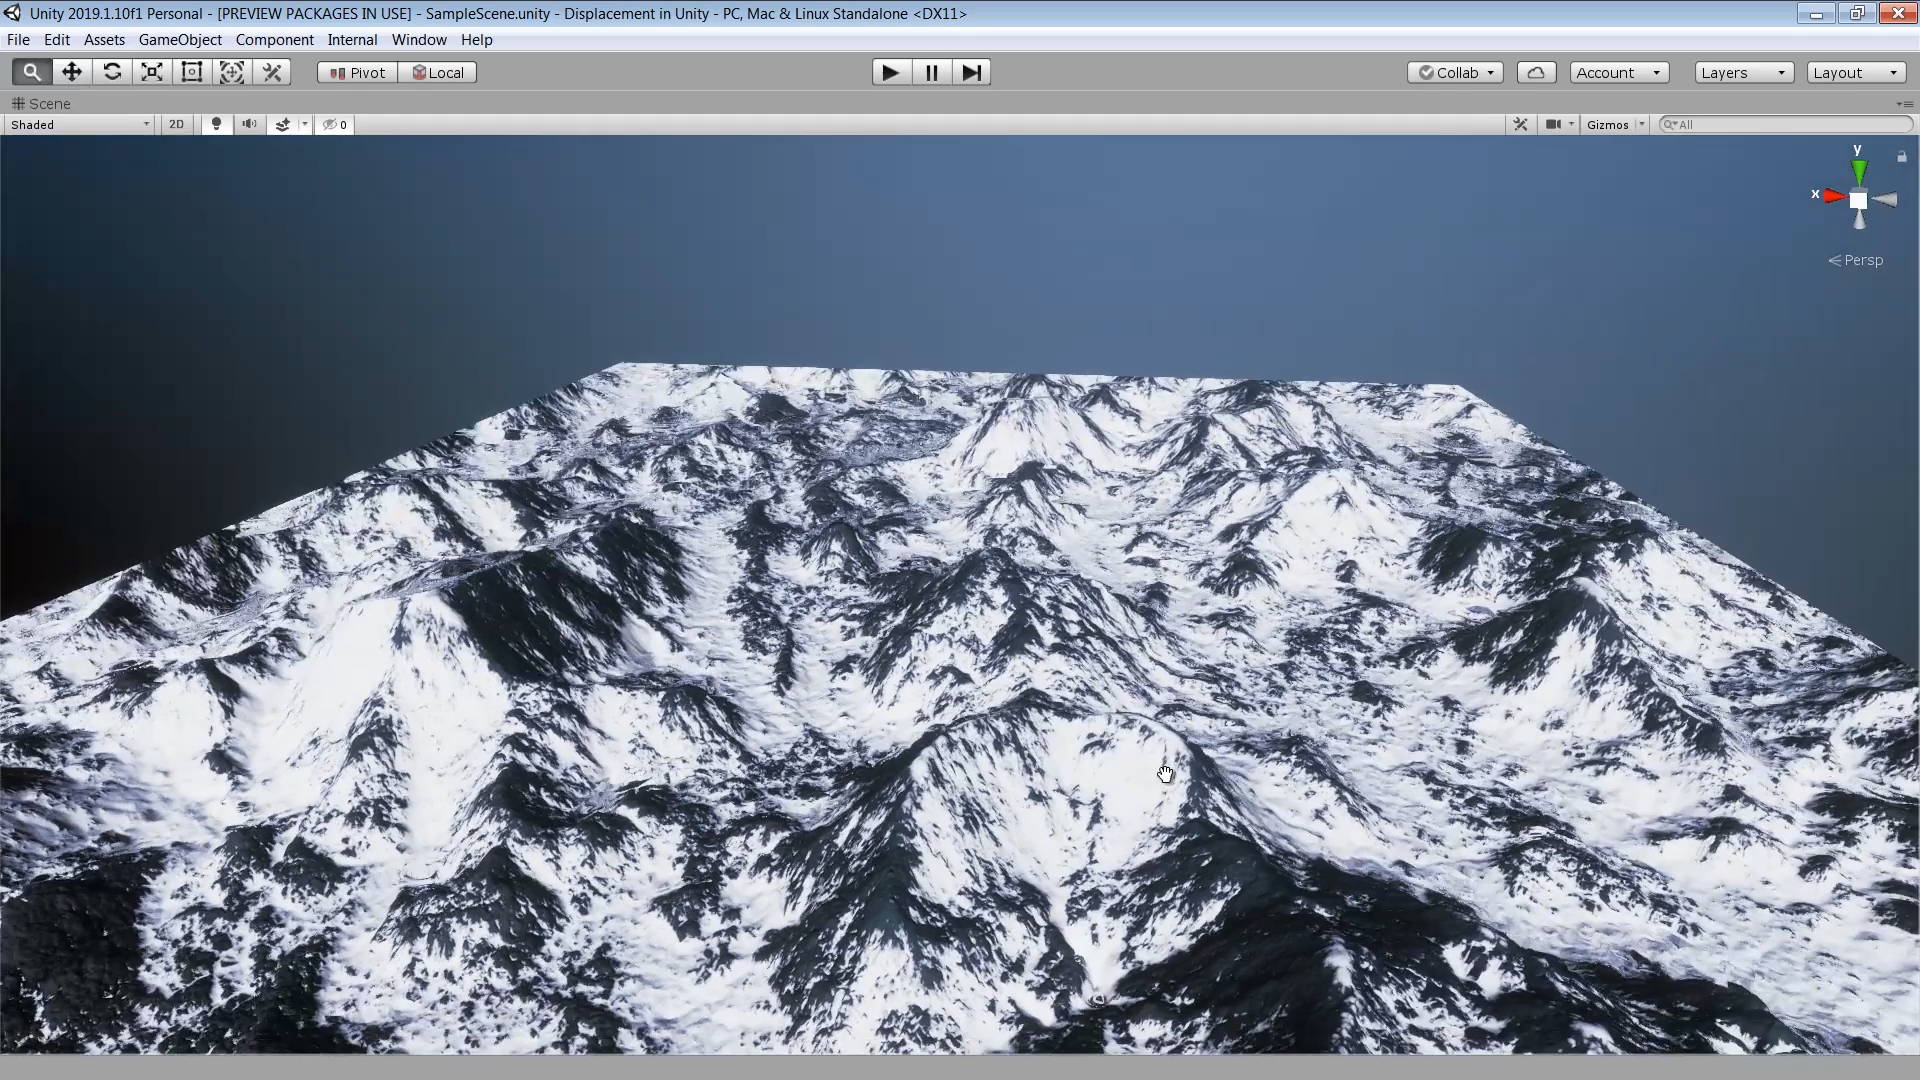 Unity 2019.1.10f1 Personal - [PREVIEW PACKAGES IN USE] - SampleScene.unity - Displacement in Unity - PC, Mac & Linux Standalone <DX11>
File Edit Assets GameObject Component Internal Window Help
Pivot Local Collab Account Layers Layout
Scene
Shaded 2D 0 Gizmos All
y
x
Persp